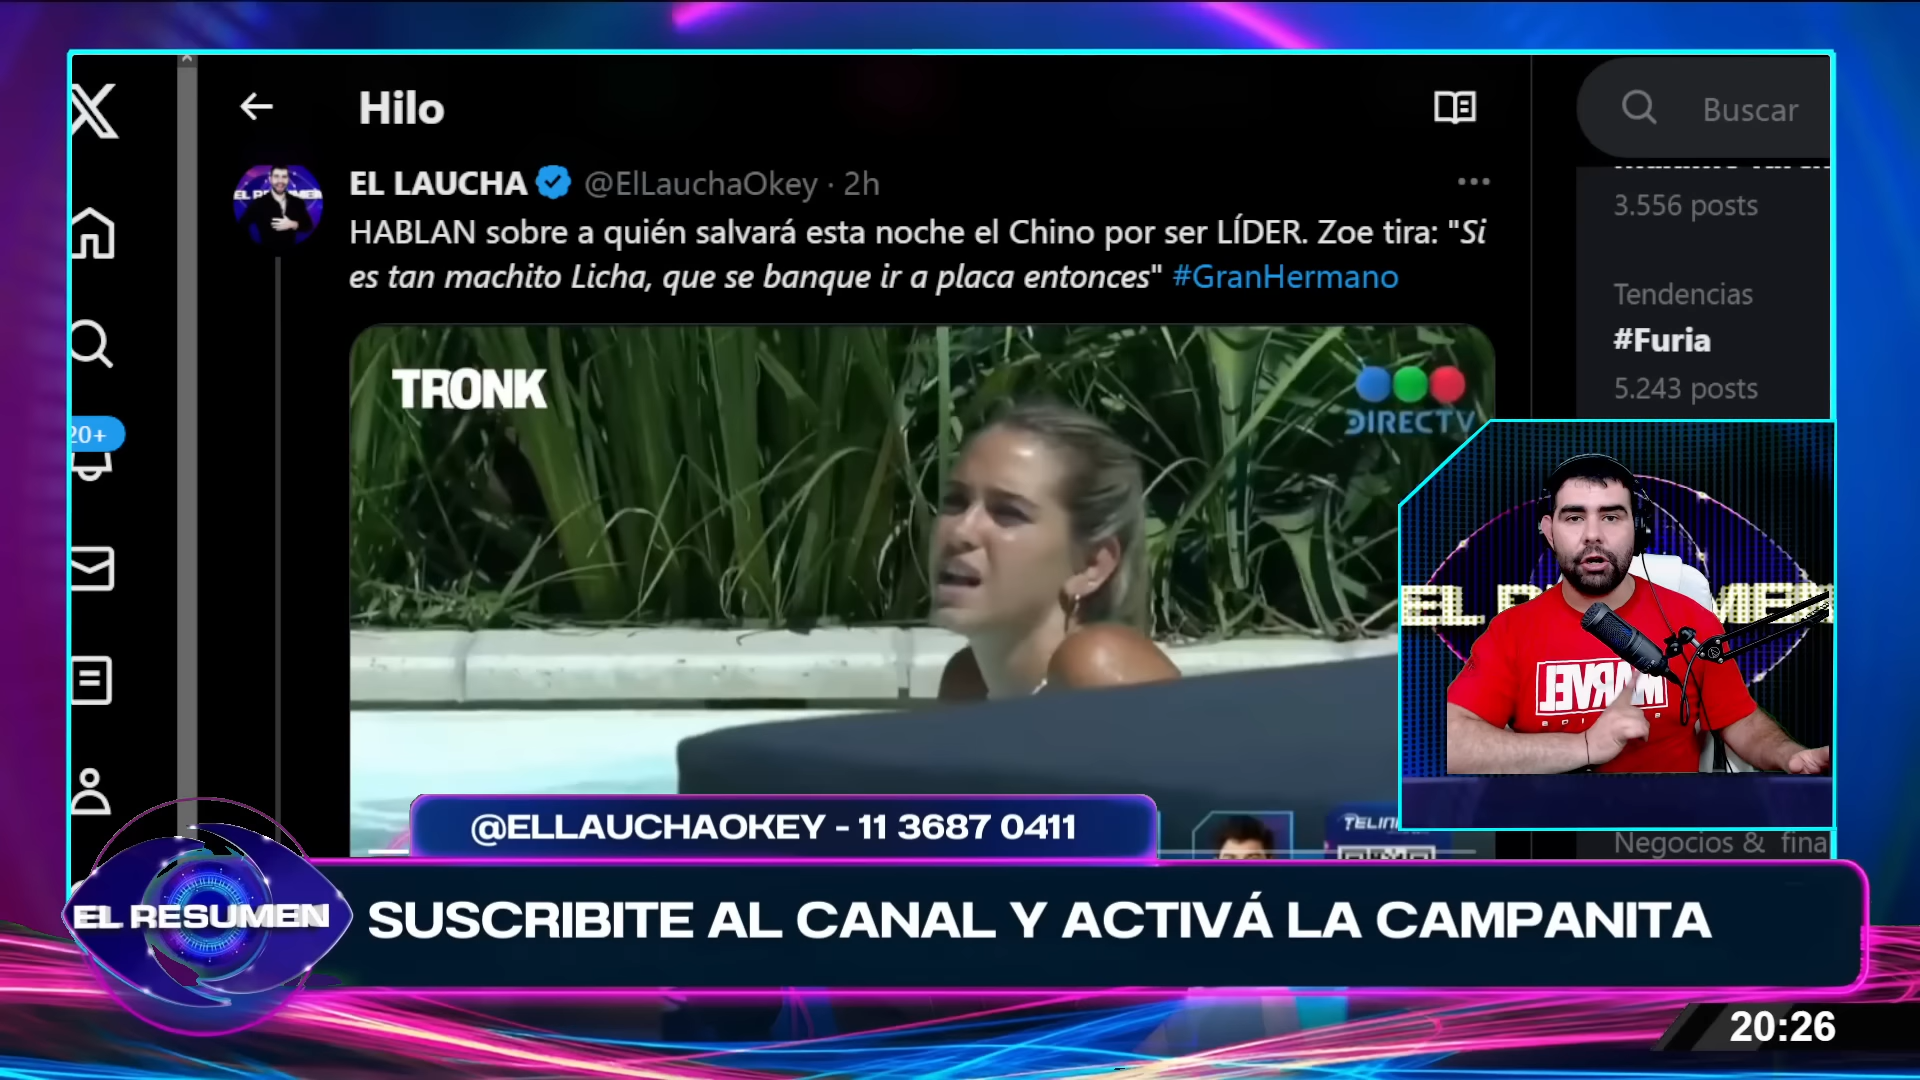 Hilo
Buscar
EL LAUCHA @ElLauchaOkey · 2h
HABLAN sobre a quién salvará esta noche el Chino por ser LÍDER. Zoe tira: "Si
es tan machito Licha, que se banque ir a placa entonces" #GranHermano
3.556 posts
Tendencias
#Furia
5.243 posts
20+
TRONK
DIRECTV
EL RESUMEN
MARVEL
@ELLAUCHAOKEY - 11 3687 0411
Negocios & fina
EL RESUMEN
SUSCRIBITE AL CANAL Y ACTIVÁ LA CAMPANITA
20:26